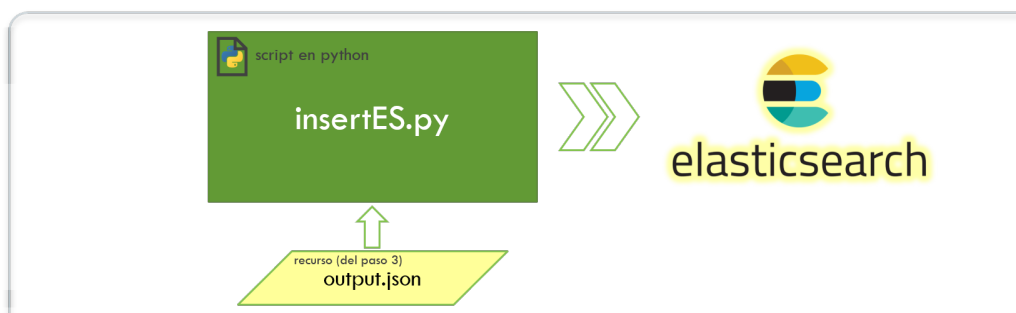 script en python
insertES.py
elasticsearch
recurso (del paso 3)
output.json